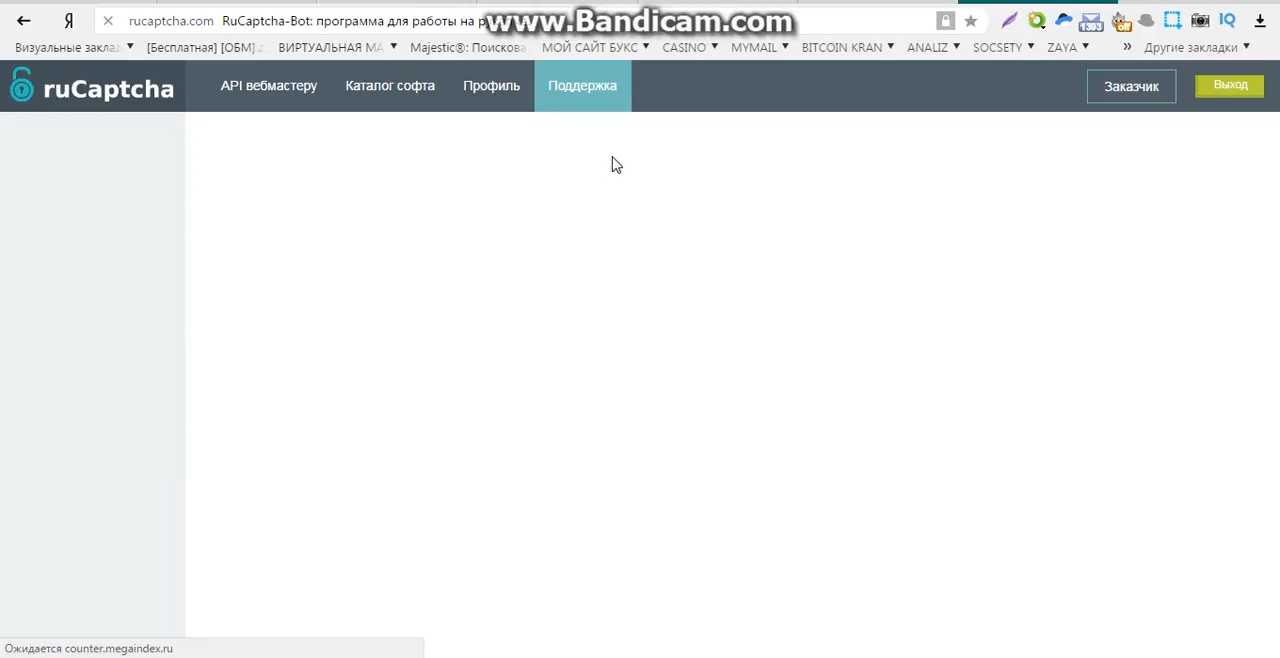 www.Bandicam.com
Я rucaptcha.com RuCaptcha-Bot: программа для работы на
Визуальные заклад [Бесплатная] [ОБМ] ВИРТУАЛЬНАЯ МА Majestic®: Поискова МОЙ САЙТ БУКС CASINO MYMAIL BITCOIN KRAN ANALIZ SOCSETY ZAYA » Другие закладки
ruCaptcha API вебмастеру Каталог софта Профиль Поддержка Заказчик Выход
Ожидается counter.megaindex.ru